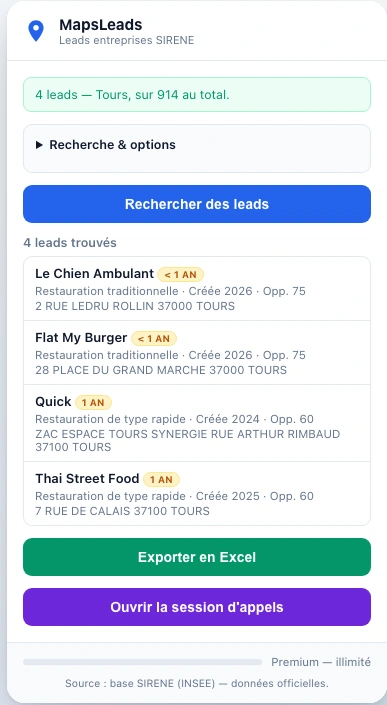 MapsLeads
Leads entreprises SIRENE
4 leads — Tours, sur 914 au total.
▶ Recherche & options
Rechercher des leads
4 leads trouvés
Le Chien Ambulant < 1 AN
Restauration traditionnelle · Créée 2026 · Opp. 75
2 RUE LEDRU ROLLIN 37000 TOURS
Flat My Burger < 1 AN
Restauration traditionnelle · Créée 2026 · Opp. 75
28 PLACE DU GRAND MARCHE 37000 TOURS
Quick 1 AN
Restauration de type rapide · Créée 2024 · Opp. 60
ZAC ESPACE TOURS SYNERGIE RUE ARTHUR RIMBAUD
37100 TOURS
Thai Street Food 1 AN
Restauration de type rapide · Créée 2025 · Opp. 60
7 RUE DE CALAIS 37100 TOURS
Exporter en Excel
Ouvrir la session d'appels
Premium — illimité
Source : base SIRENE (INSEE) — données officielles.